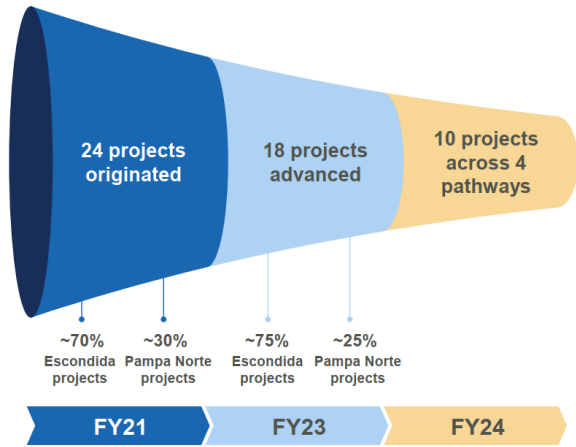 24 projects
originated
18 projects
advanced
10 projects
across 4
pathways
~70%
Escondida
projects
~30%
Pampa Norte
projects
~75%
Escondida
projects
~25%
Pampa Norte
projects
FY21
FY23
FY24